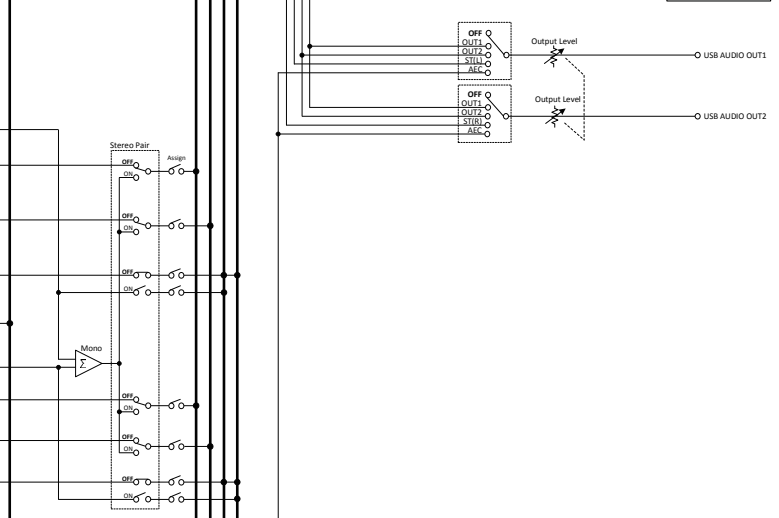 OFF
OUT1
OUT2
ST(L)
AEC
Output Level
USB AUDIO OUT1
OFF
OUT1
OUT2
ST(R)
AEC
Output Level
USB AUDIO OUT2
Stereo Pair
Assign
OFF
ON
OFF
ON
OFF
ON
Mono
Σ
OFF
ON
OFF
ON
OFF
ON